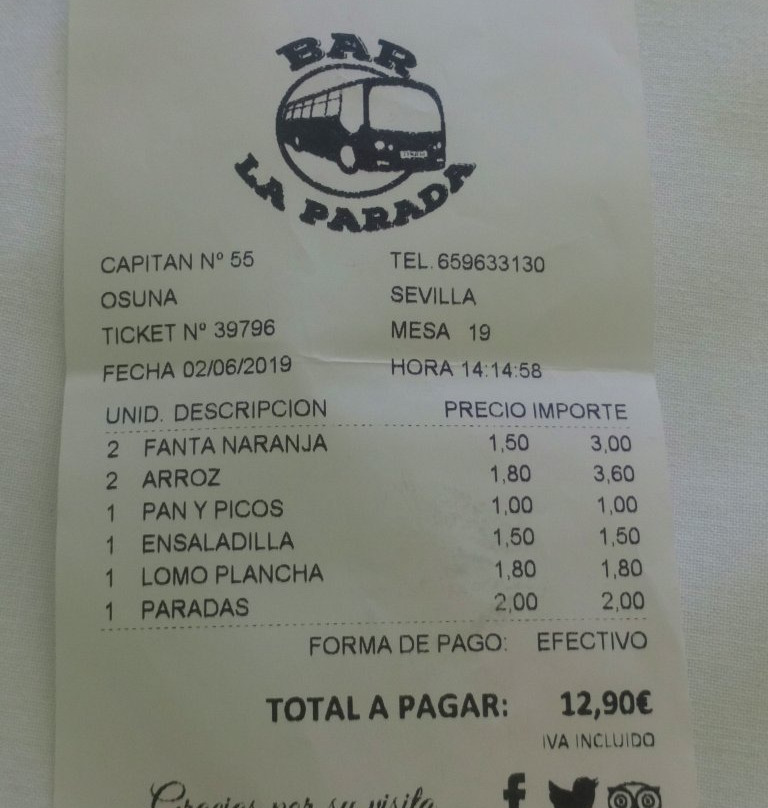 BAR
LA PARADA
CAPITAN Nº 55 TEL. 659633130
OSUNA SEVILLA
TICKET Nº 39796 MESA 19
FECHA 02/06/2019 HORA 14:14:58
UNID. DESCRIPCION PRECIO IMPORTE
2 FANTA NARANJA 1,50 3,00
2 ARROZ 1,80 3,60
1 PAN Y PICOS 1,00 1,00
1 ENSALADILLA 1,50 1,50
1 LOMO PLANCHA 1,80 1,80
1 PARADAS 2,00 2,00
FORMA DE PAGO: EFECTIVO
TOTAL A PAGAR: 12,90€
IVA INCLUIDO
Gracias por su visita